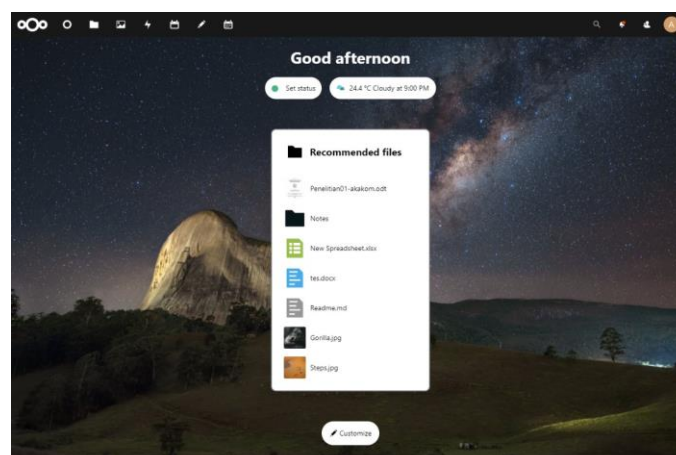 Good afternoon
Set status
24.4 °C Cloudy at 9:00 PM
Recommended files
Penelitian01-akakom.odt
Notes
New Spreadsheet.xlsx
tes.docx
Readme.md
Gorilla.jpg
Steps.jpg
Customize